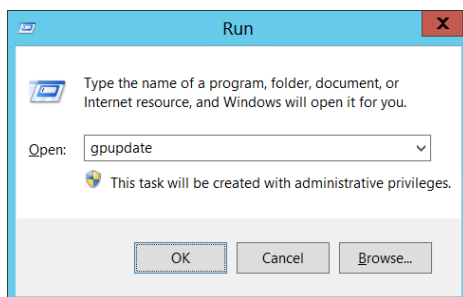 Run
X
Type the name of a program, folder, document, or
Internet resource, and Windows will open it for you.
Open: gpupdate
This task will be created with administrative privileges.
OK Cancel Browse...